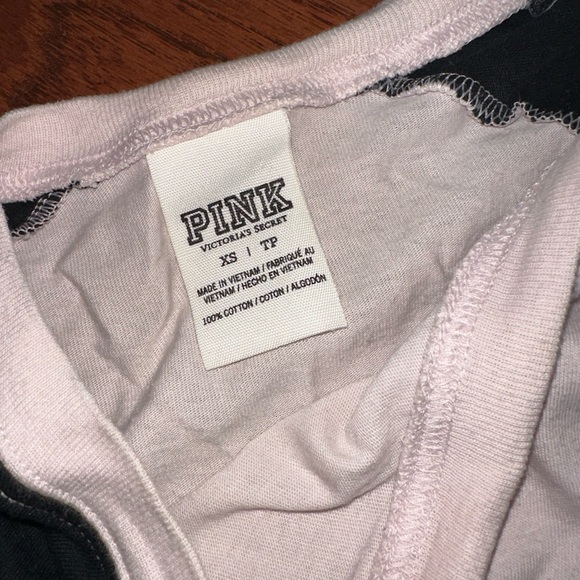 PINK
VICTORIA'S SECRET
XS | TP
MADE IN VIETNAM / FABRIQUÉ AU
VIETNAM / HECHO EN VIETNAM
100% COTTON / COTON / ALGODÓN